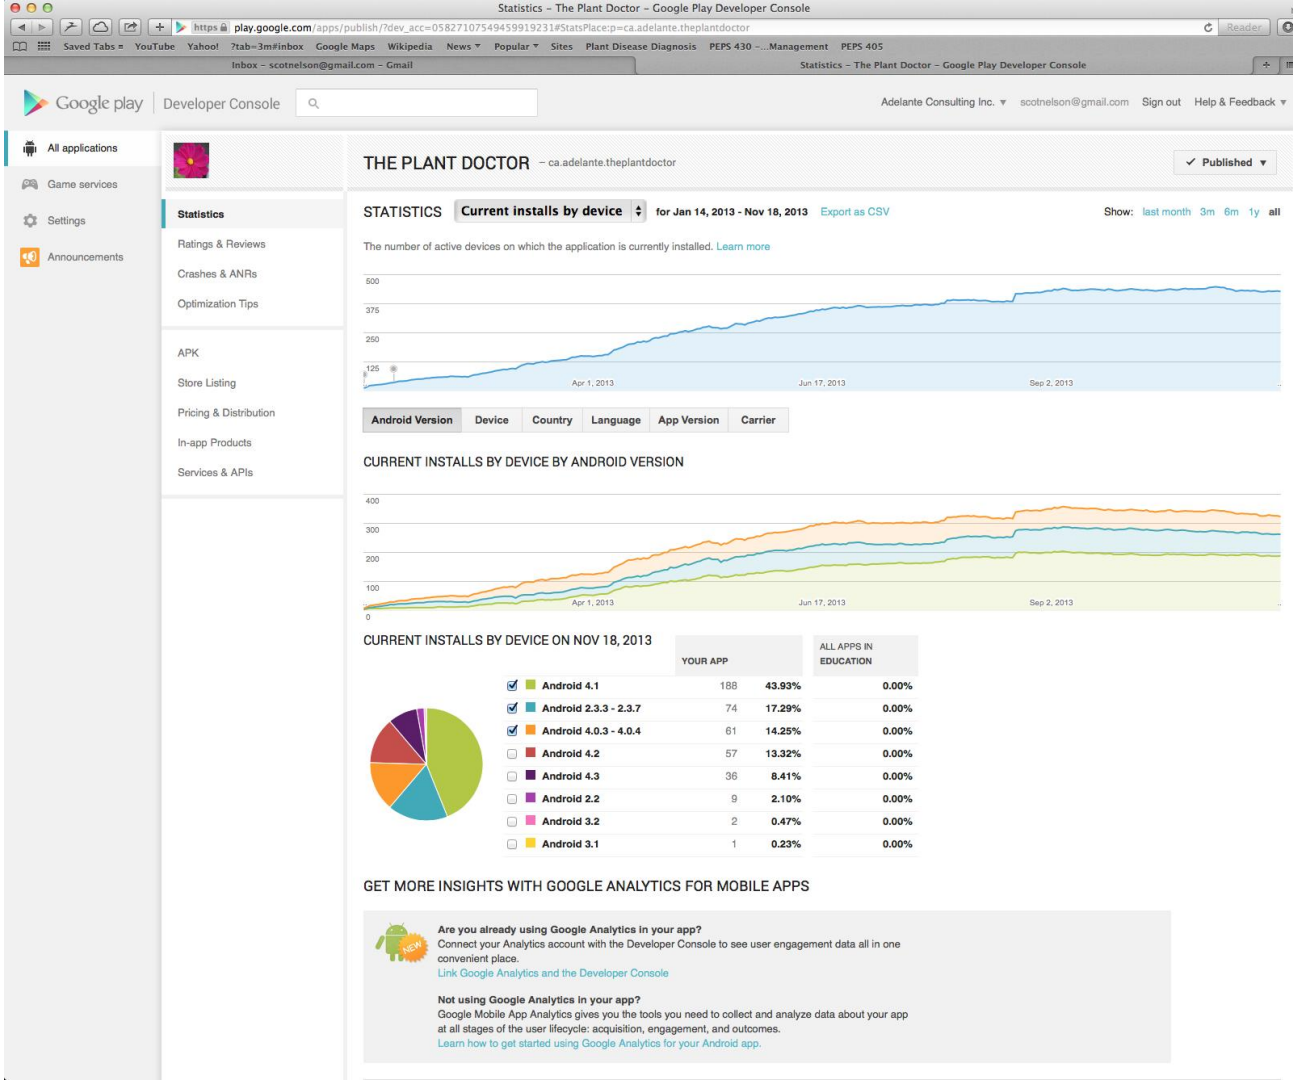 Statistics – The Plant Doctor – Google Play Developer Console
https play.google.com/apps/publish/?dev_acc=05827107549459919231#StatsPlace:p=ca.adelante.theplantdoctor
Reader
Saved Tabs YouTube Yahoo! ?tab=3m#inbox Google Maps Wikipedia News Popular Sites Plant Disease Diagnosis PEPS 430 –...Management PEPS 405
Inbox – scotnelson@gmail.com – Gmail
Statistics – The Plant Doctor – Google Play Developer Console
Google play Developer Console
Adelante Consulting Inc. scotnelson@gmail.com Sign out Help & Feedback
All applications
Game services
Settings
Announcements
THE PLANT DOCTOR – ca.adelante.theplantdoctor
Published
Statistics
Ratings & Reviews
Crashes & ANRs
Optimization Tips
APK
Store Listing
Pricing & Distribution
In-app Products
Services & APIs
STATISTICS Current installs by device for Jan 14, 2013 - Nov 18, 2013 Export as CSV
Show: last month 3m 6m 1y all
The number of active devices on which the application is currently installed. Learn more
500
375
250
125
Apr 1, 2013 Jun 17, 2013 Sep 2, 2013
Android Version Device Country Language App Version Carrier
CURRENT INSTALLS BY DEVICE BY ANDROID VERSION
400
300
200
100
0
Apr 1, 2013 Jun 17, 2013 Sep 2, 2013
CURRENT INSTALLS BY DEVICE ON NOV 18, 2013
YOUR APP
ALL APPS IN
EDUCATION
Android 4.1 188 43.93% 0.00%
Android 2.3.3 - 2.3.7 74 17.29% 0.00%
Android 4.0.3 - 4.0.4 61 14.25% 0.00%
Android 4.2 57 13.32% 0.00%
Android 4.3 36 8.41% 0.00%
Android 2.2 9 2.10% 0.00%
Android 3.2 2 0.47% 0.00%
Android 3.1 1 0.23% 0.00%
GET MORE INSIGHTS WITH GOOGLE ANALYTICS FOR MOBILE APPS
NEW
Are you already using Google Analytics in your app?
Connect your Analytics account with the Developer Console to see user engagement data all in one
convenient place.
Link Google Analytics and the Developer Console
Not using Google Analytics in your app?
Google Mobile App Analytics gives you the tools you need to collect and analyze data about your app
at all stages of the user lifecycle: acquisition, engagement, and outcomes.
Learn how to get started using Google Analytics for your Android app.